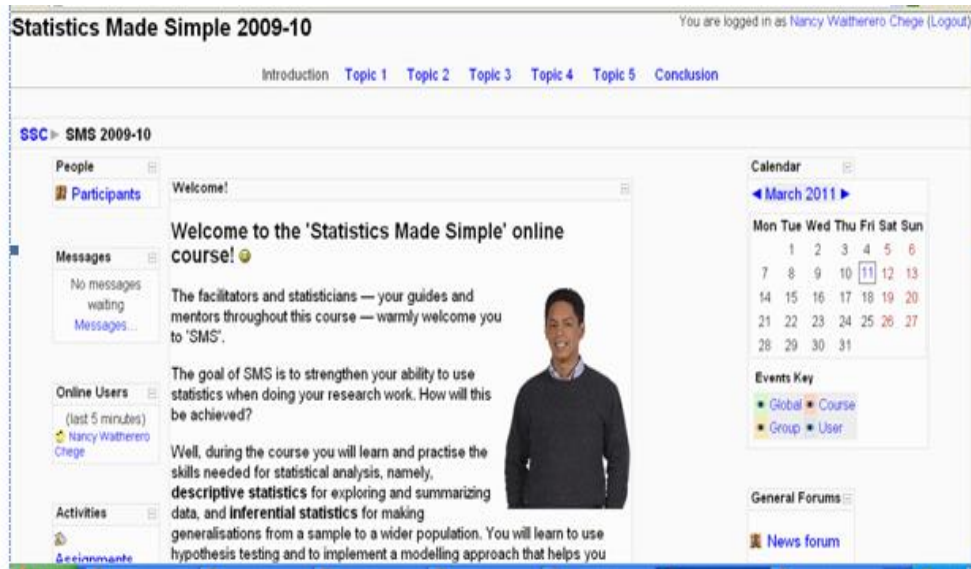 Statistics Made Simple 2009-10
You are logged in as Nancy Waitherero Chege (Logout)
Introduction Topic 1 Topic 2 Topic 3 Topic 4 Topic 5 Conclusion
SSC ► SMS 2009-10
People
Participants
Messages
No messages
waiting
Messages...
Online Users
(last 5 minutes)
Nancy Waitherero
Chege
Activities
Assignments
Welcome!
Welcome to the 'Statistics Made Simple' online
course!
The facilitators and statisticians — your guides and
mentors throughout this course — warmly welcome you
to 'SMS'.
The goal of SMS is to strengthen your ability to use
statistics when doing your research work. How will this
be achieved?
Well, during the course you will learn and practise the
skills needed for statistical analysis, namely,
descriptive statistics for exploring and summarizing
data, and inferential statistics for making
generalisations from a sample to a wider population. You will learn to use
hypothesis testing and to implement a modelling approach that helps you
Calendar
◄ March 2011 ►
Mon Tue Wed Thu Fri Sat Sun
1 2 3 4 5 6
7 8 9 10 11 12 13
14 15 16 17 18 19 20
21 22 23 24 25 26 27
28 29 30 31
Events Key
Global Course
Group User
General Forums
News forum